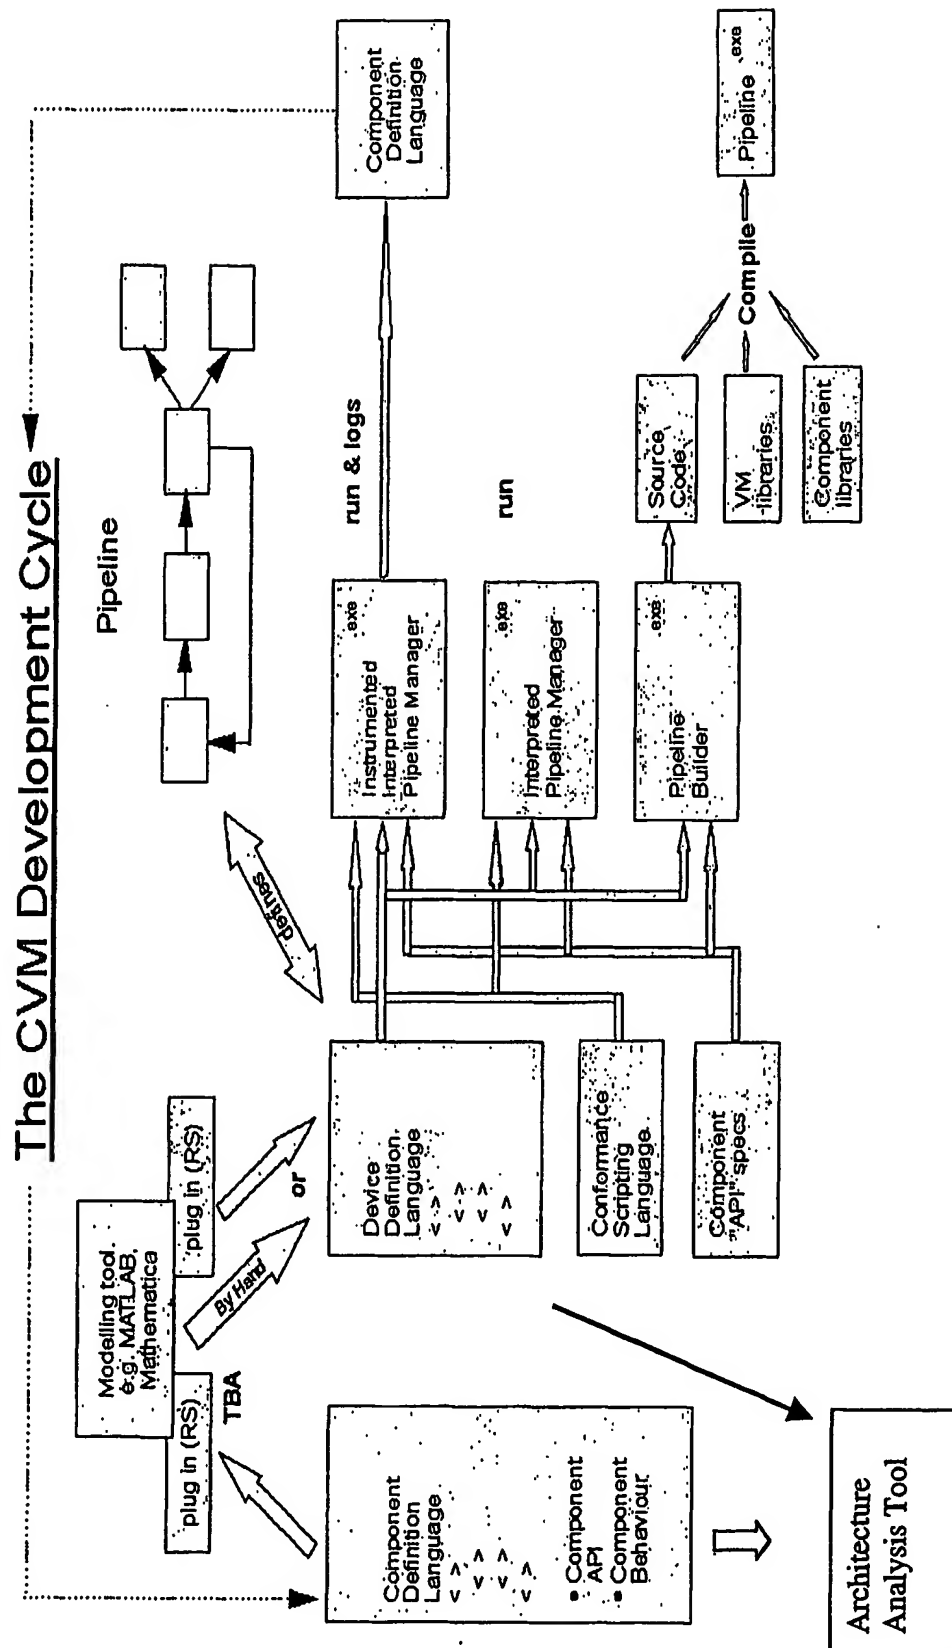 The CVM Development Cycle
Modelling tool.
e.g. MATLAB,
Mathematica
plug in (RS)
plug in (RS)
TBA
By Hand
or
defines
Pipeline
Component
Definition
Language
< >
< >
< >
< >
• Component
API
• Component
Behaviour
Device
Definition
Language
< >
< >
< >
< >
Conformance
Scripting
Language
Component
"API" specs
Instrumented
Interpreted
Pipeline Manager
.exe
Interpreted
Pipeline Manager
.exe
Pipeline
Builder
.exe
run & logs
run
Component
Definition
Language
Source
Code
VM
libraries
Component
libraries
Compile
Pipeline
.exe
Architecture
Analysis Tool